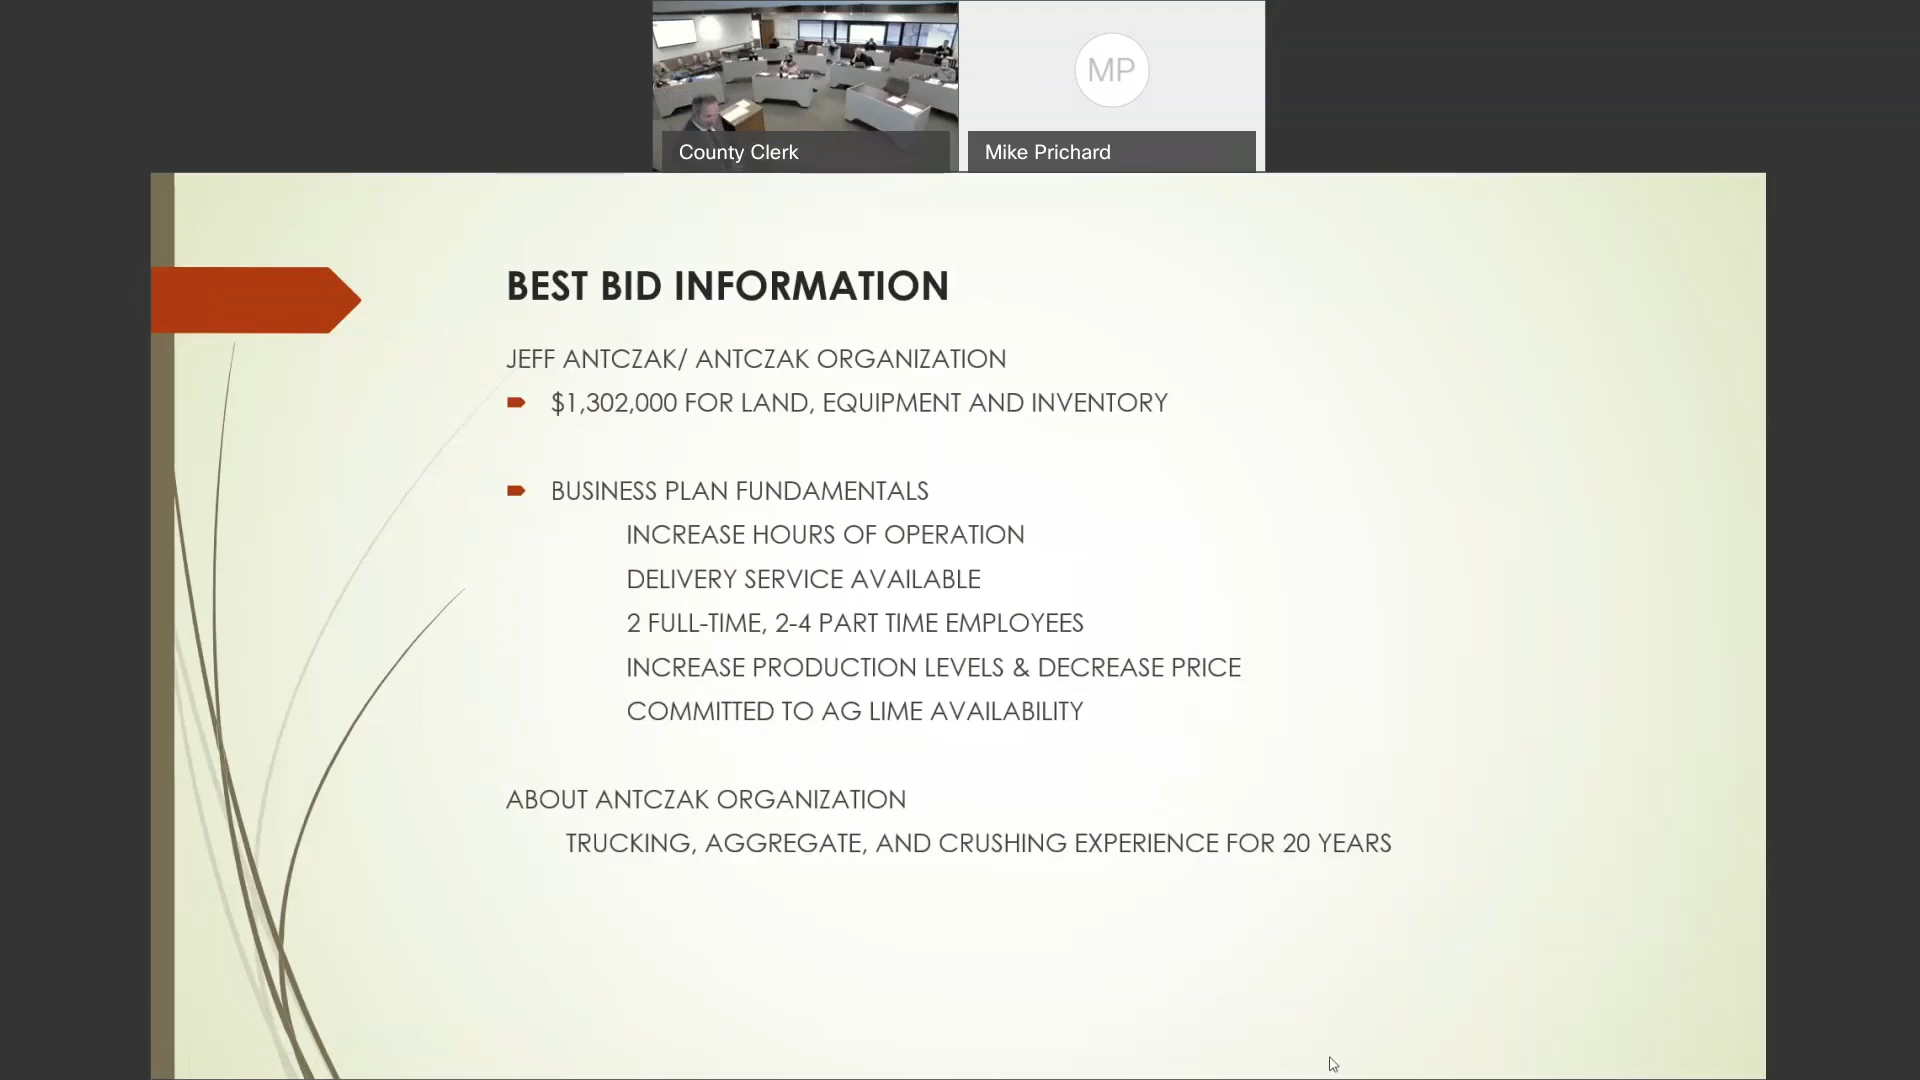 MP
County Clerk
Mike Prichard
BEST BID INFORMATION
JEFF ANTCZAK/ ANTCZAK ORGANIZATION
$1,302,000 FOR LAND, EQUIPMENT AND INVENTORY
BUSINESS PLAN FUNDAMENTALS
INCREASE HOURS OF OPERATION
DELIVERY SERVICE AVAILABLE
2 FULL-TIME, 2-4 PART TIME EMPLOYEES
INCREASE PRODUCTION LEVELS & DECREASE PRICE
COMMITTED TO AG LIME AVAILABILITY
ABOUT ANTCZAK ORGANIZATION
TRUCKING, AGGREGATE, AND CRUSHING EXPERIENCE FOR 20 YEARS